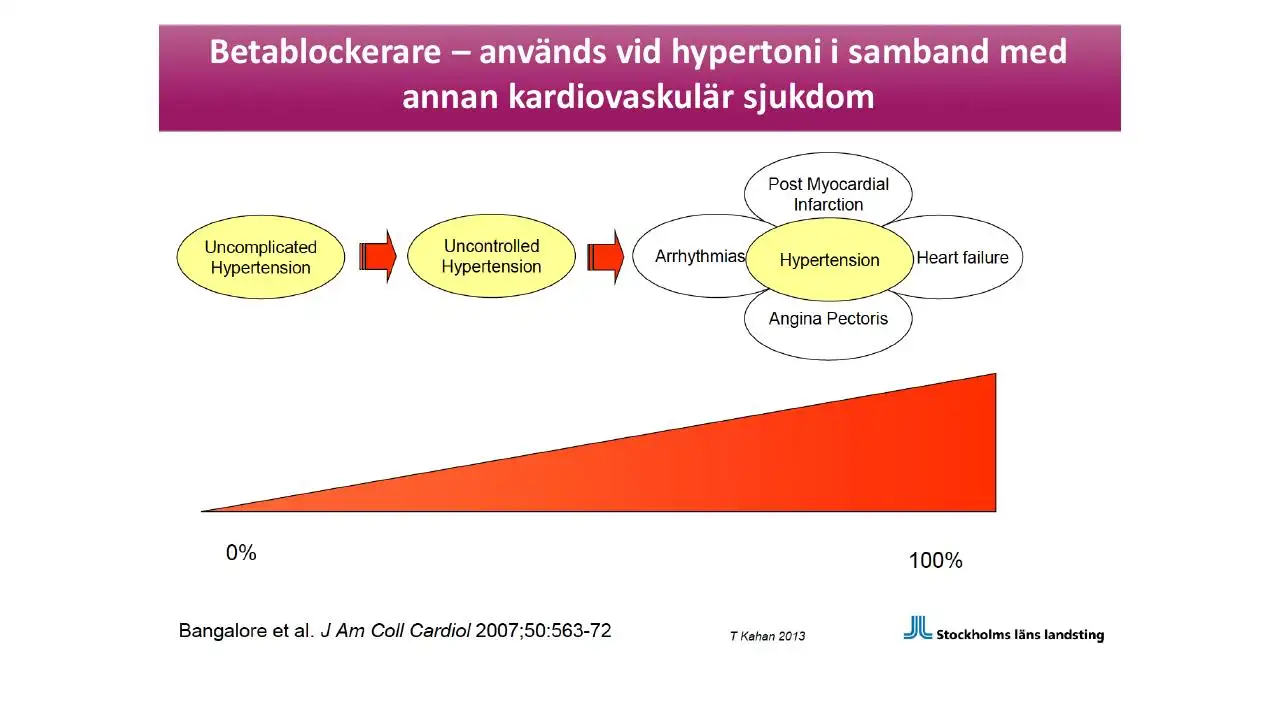 Betablockerare – används vid hypertoni i samband med
annan kardiovaskulär sjukdom
Uncomplicated
Hypertension
Uncontrolled
Hypertension
Post Myocardial
Infarction
Arrhythmias
Hypertension
Heart failure
Angina Pectoris
0%
100%
Bangalore et al. J Am Coll Cardiol 2007;50:563-72
T Kahan 2013
Stockholms läns landsting